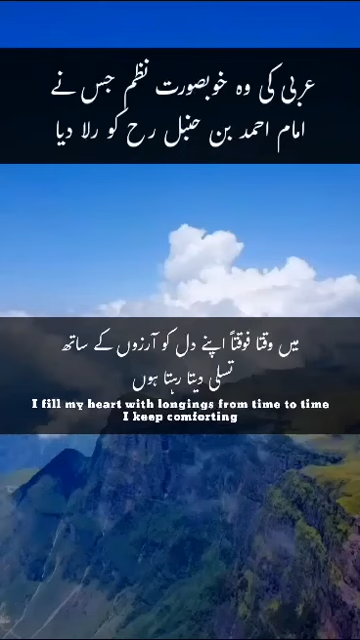 عربی کی وہ خوبصورت نظم جس نے
امام احمد بن حنبل رح کو رلا دیا
میں وقتا فوقتاً اپنے دل کو آرزوں کے ساتھ
تسلی دیتا رہتا ہوں
I fill my heart with longings from time to time
I keep comforting